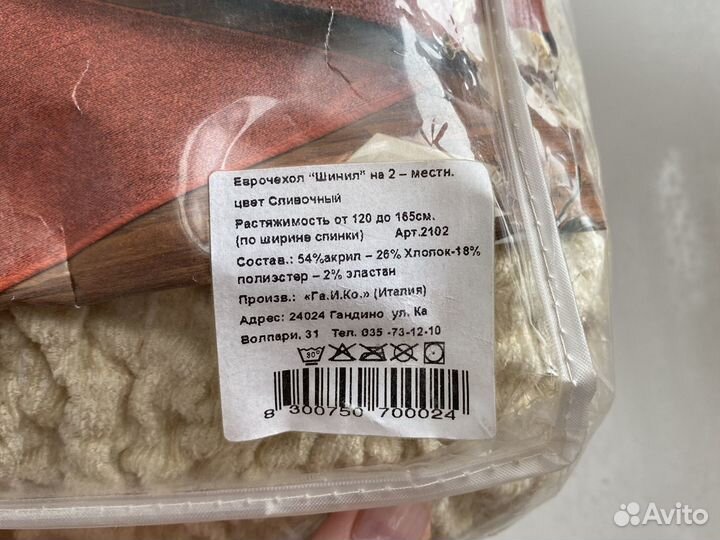 Еврочехол "Шинил" на 2 – местн.
цвет Сливочный
Растяжимость от 120 до 165см.
(по ширине спинки) Арт.2102
Состав.: 54%акрил – 26% Хлопок-18%
полиэстер – 2% эластан
Произв.: «Га.И.Ко.» (Италия)
Адрес: 24024 Гандино ул. Ка
Волпари, 31 Тел. 035 -73-12-10
80°
8 300750 700024
Avito